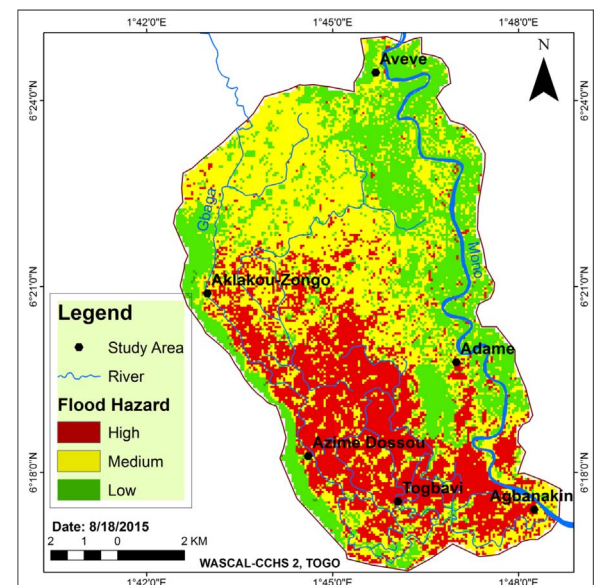 1°42'0"E 1°45'0"E 1°48'0"E
N
Aveve
6°24'0"N 6°24'0"N
Gbaga
Mono
6°21'0"N 6°21'0"N
Aklakou-Zongo
Adame
Legend
Study Area
River
Flood Hazard
High
Medium
Low
Azime Dossou
6°18'0"N 6°18'0"N
Togbavi
Agbanakin
Date: 8/18/2015
2 1 0 2 KM
WASCAL-CCHS 2, TOGO
1°42'0"E 1°45'0"E 1°48'0"E